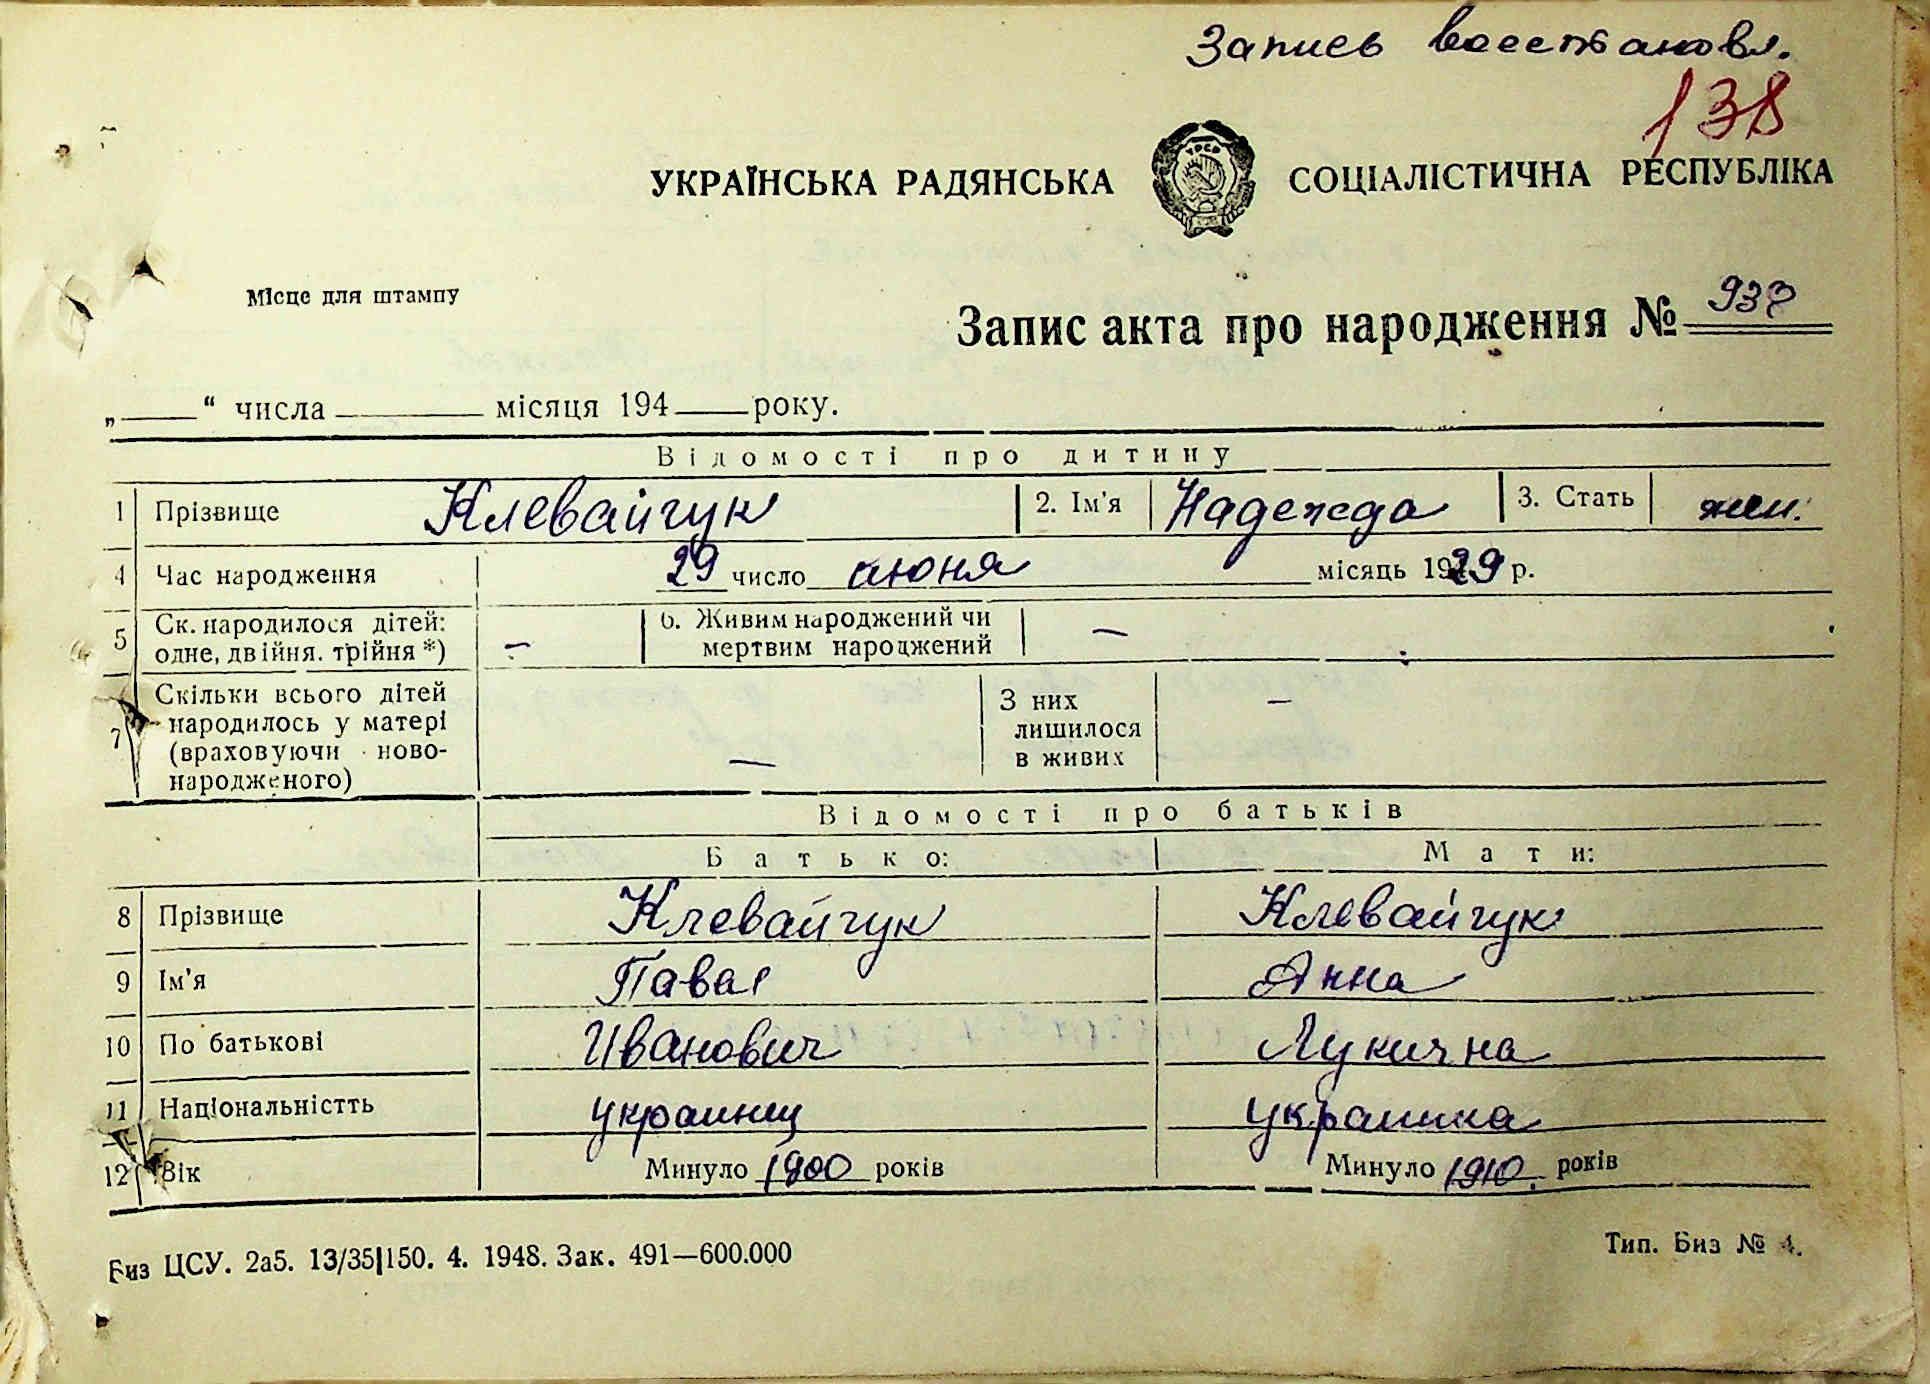 Запись восстановл.
138
УКРАЇНСЬКА РАДЯНСЬКА СОЦІАЛІСТИЧНА РЕСПУБЛІКА
УРСР
Місце для штампу
Запис акта про народження № 937
„ “ числа місяця 194 року.
Відомості про дитину
1 Прізвище Клевайчук 2. Ім'я Надежда 3. Стать жен.
4 Час народження 29 число июня місяць 1929 р.
5 Ск. народилося дітей: одне, двійня, трійня *) — 6. Живим народжений чи мертвим народжений —
7 Скільки всього дітей народилось у матері (враховуючи новонародженого) — З них лишилося в живих —
Відомості про батьків
Батько: Мати:
8 Прізвище Клевайчук Клевайчук
9 Ім'я Павел Анна
10 По батькові Иванович Лукична
11 Національністть украинец украинка
12 Вік Минуло 1900 років Минуло 1910. років
Биз ЦСУ. 2а5. 13/35|150. 4. 1948. Зак. 491—600.000 Тип. Биз № 4.